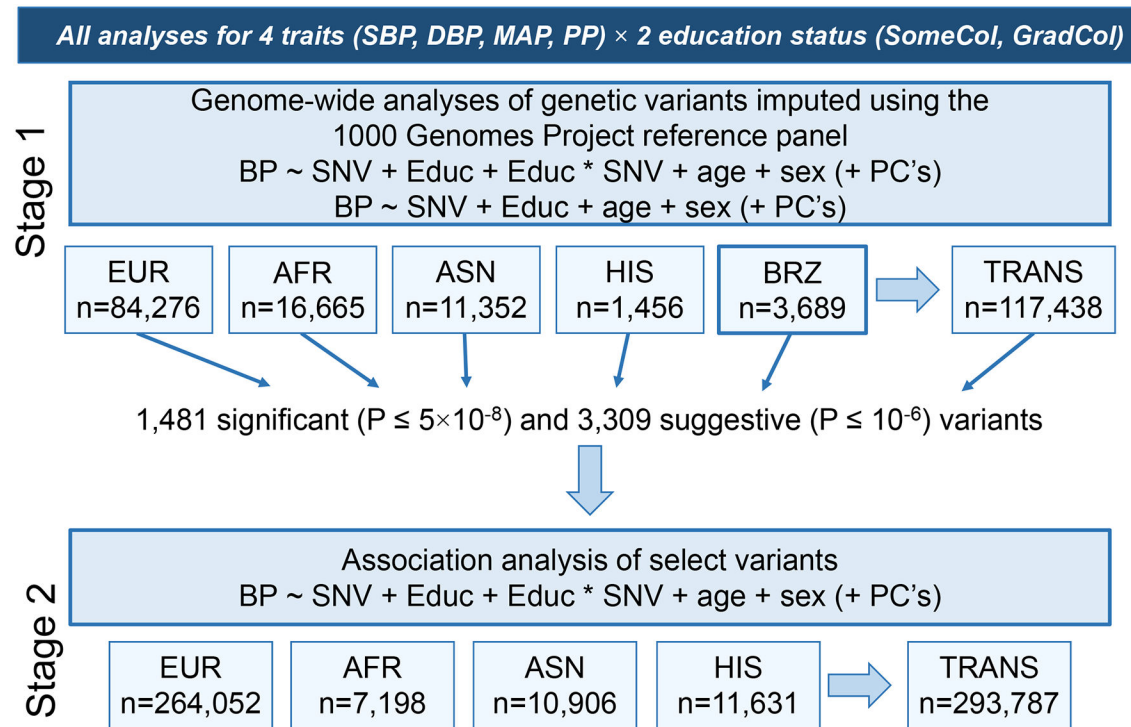 All analyses for 4 traits (SBP, DBP, MAP, PP) × 2 education status (SomeCol, GradCol)
Stage 1
Genome-wide analyses of genetic variants imputed using the
1000 Genomes Project reference panel
BP ~ SNV + Educ + Educ * SNV + age + sex (+ PC’s)
BP ~ SNV + Educ + age + sex (+ PC’s)
EUR
n=84,276
AFR
n=16,665
ASN
n=11,352
HIS
n=1,456
BRZ
n=3,689
TRANS
n=117,438
1,481 significant (P ≤ 5×10⁻⁸) and 3,309 suggestive (P ≤ 10⁻⁶) variants
Stage 2
Association analysis of select variants
BP ~ SNV + Educ + Educ * SNV + age + sex (+ PC’s)
EUR
n=264,052
AFR
n=7,198
ASN
n=10,906
HIS
n=11,631
TRANS
n=293,787